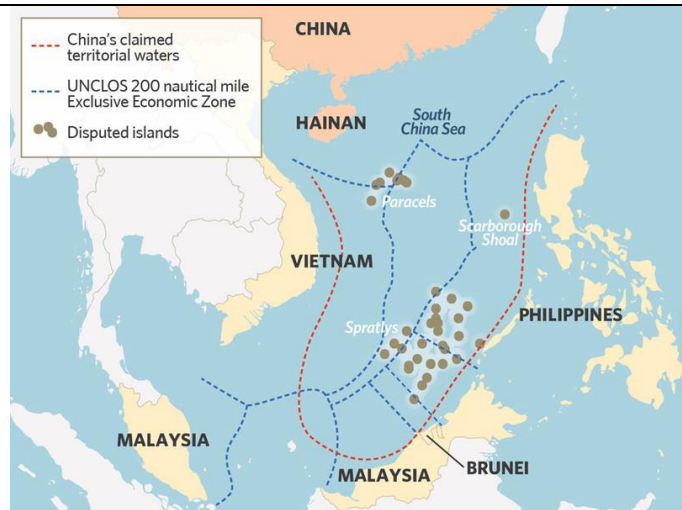 China's claimed
territorial waters
UNCLOS 200 nautical mile
Exclusive Economic Zone
Disputed islands
CHINA
HAINAN
South
China Sea
Paracels
Scarborough
Shoal
VIETNAM
PHILIPPINES
Spratlys
MALAYSIA
MALAYSIA
BRUNEI